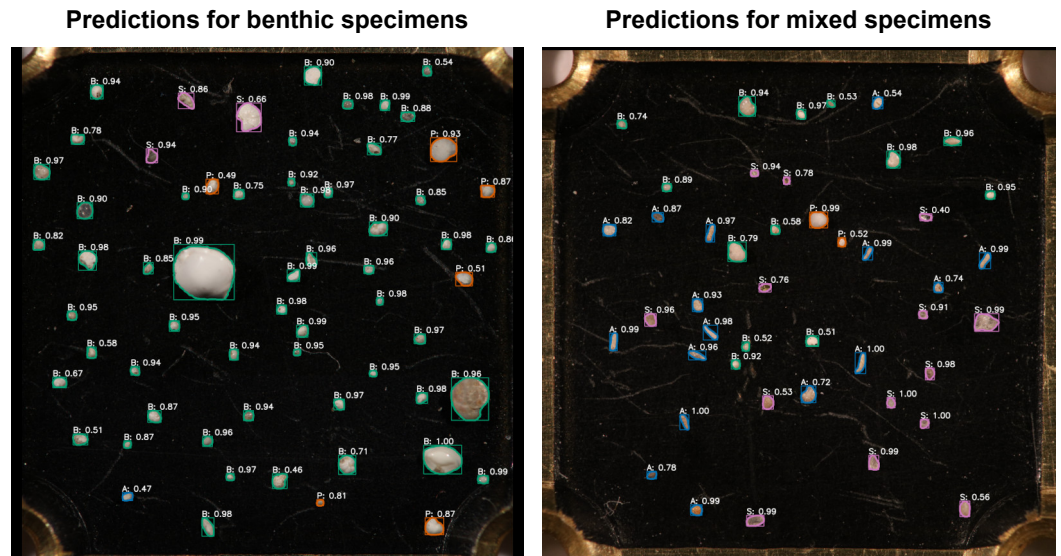 Predictions for benthic specimens
Predictions for mixed specimens
B: 0.94
S: 0.86
B: 0.90
B: 0.54
S: 0.66
B: 0.98
B: 0.99
B: 0.88
B: 0.78
S: 0.94
B: 0.94
B: 0.77
P: 0.93
B: 0.97
P: 0.49
B: 0.90
B: 0.75
B: 0.92
B: 0.98
B: 0.97
B: 0.85
P: 0.87
B: 0.90
B: 0.90
B: 0.82
B: 0.98
B: 0.85
B: 0.99
B: 0.96
B: 0.99
B: 0.96
B: 0.98
P: 0.51
B: 0.95
B: 0.95
B: 0.98
B: 0.98
B: 0.99
B: 0.97
B: 0.58
B: 0.94
B: 0.94
B: 0.95
B: 0.95
B: 0.67
B: 0.98
B: 0.96
B: 0.87
B: 0.94
B: 0.97
B: 0.51
B: 0.87
B: 0.96
B: 0.71
B: 1.00
B: 0.97
B: 0.46
B: 0.99
A: 0.47
P: 0.81
B: 0.98
P: 0.87
B: 0.94
B: 0.97
B: 0.53
A: 0.54
B: 0.74
B: 0.96
B: 0.98
S: 0.94
S: 0.78
B: 0.89
B: 0.95
A: 0.82
A: 0.87
A: 0.97
B: 0.58
P: 0.99
S: 0.40
B: 0.79
P: 0.52
A: 0.99
A: 0.99
S: 0.76
A: 0.74
A: 0.93
S: 0.96
A: 0.98
S: 0.91
S: 0.99
A: 0.99
A: 0.96
B: 0.52
B: 0.51
B: 0.92
A: 1.00
S: 0.98
S: 0.53
A: 0.72
S: 1.00
A: 1.00
S: 1.00
A: 0.78
S: 0.99
A: 0.99
S: 0.99
S: 0.56